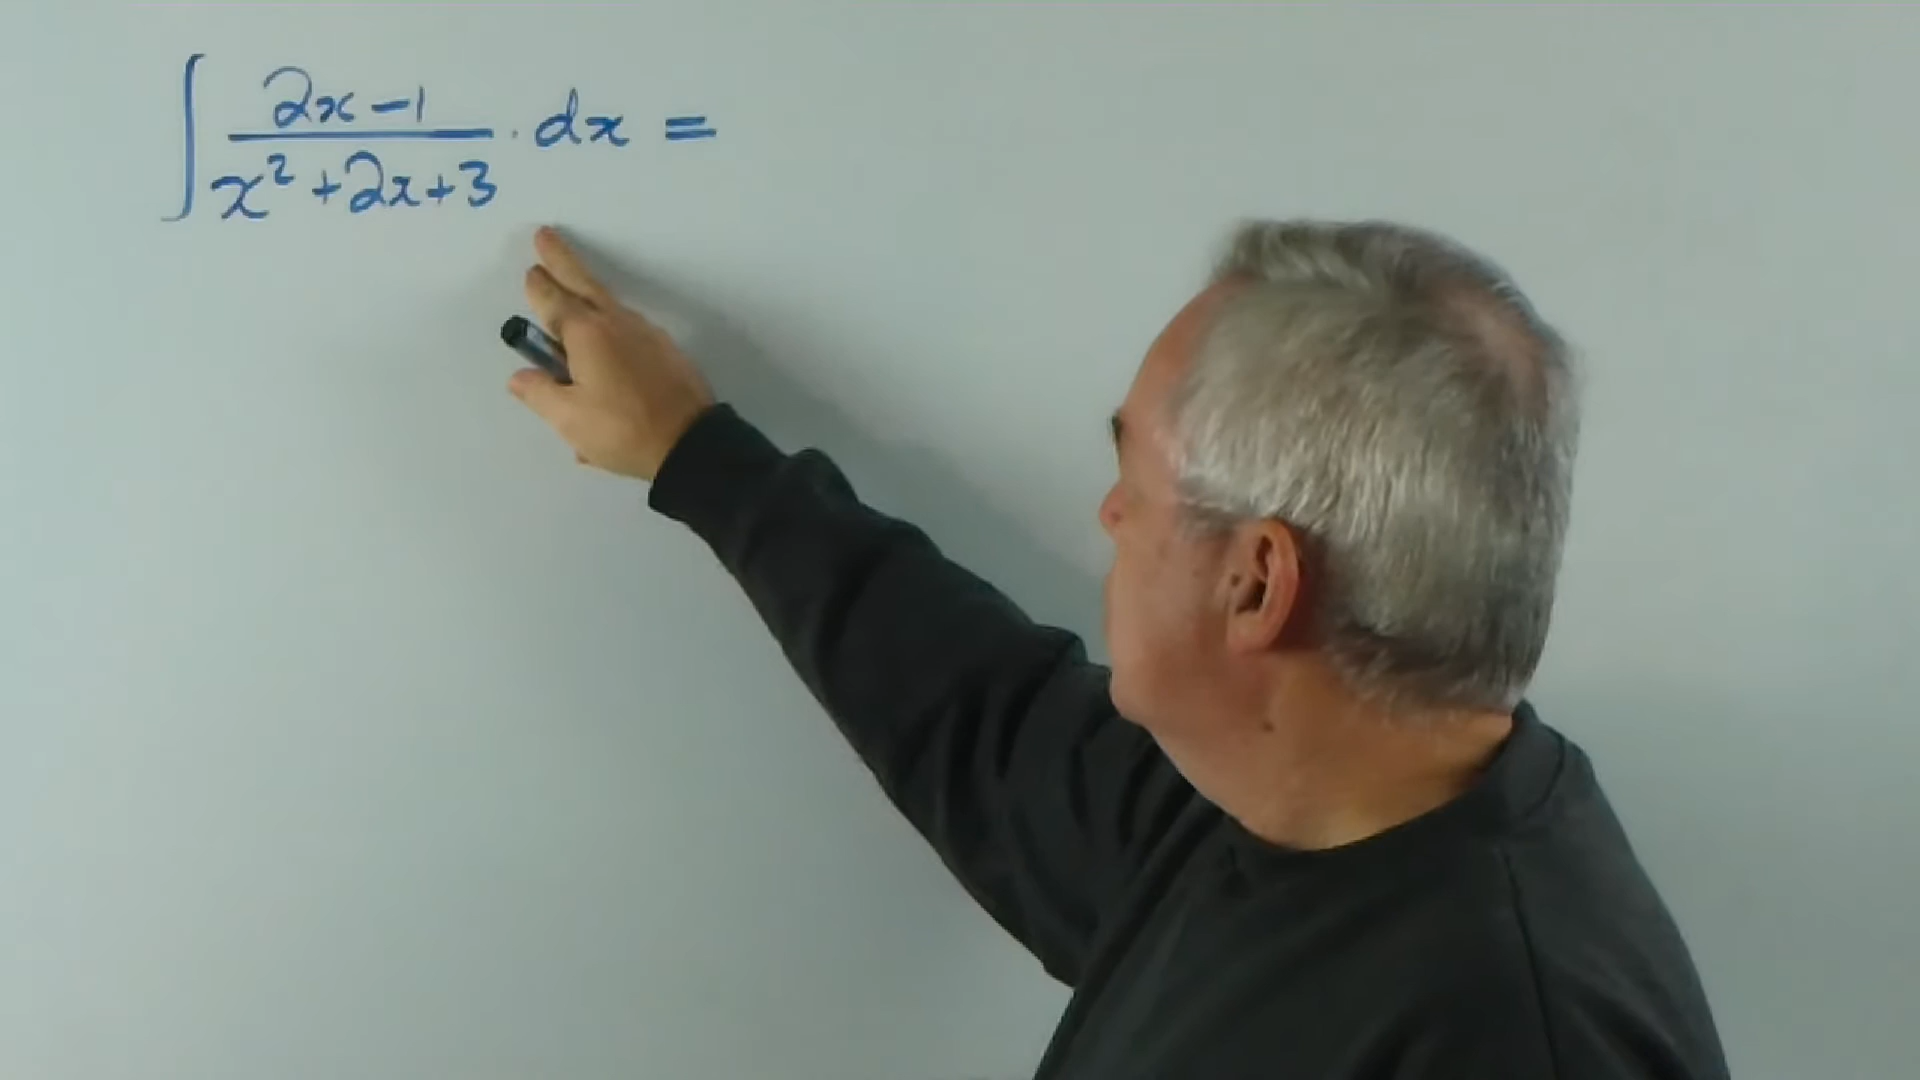 ∫ (2x-1)/(x²+2x+3) · dx =